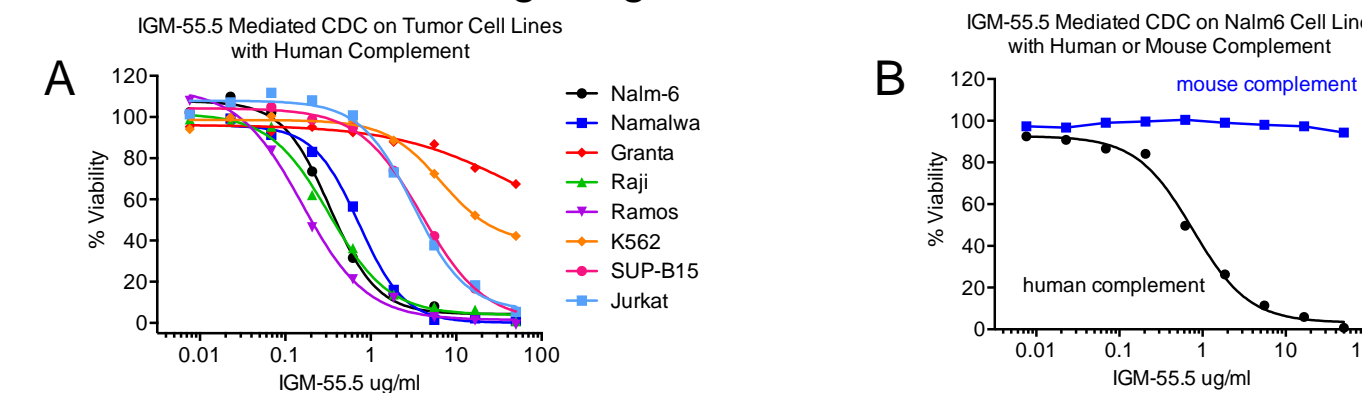 IGM-55.5 Mediated CDC on Tumor Cell Lines
with Human Complement
A
120
100
80
60
40
20
0
% Viability
0.01 0.1 1 10 100
IGM-55.5 ug/ml
Nalm-6
Namalwa
Granta
Raji
Ramos
K562
SUP-B15
Jurkat
IGM-55.5 Mediated CDC on Nalm6 Cell Line
with Human or Mouse Complement
B
120
100
80
60
40
20
0
% Viability
mouse complement
human complement
0.01 0.1 1 10
IGM-55.5 ug/ml